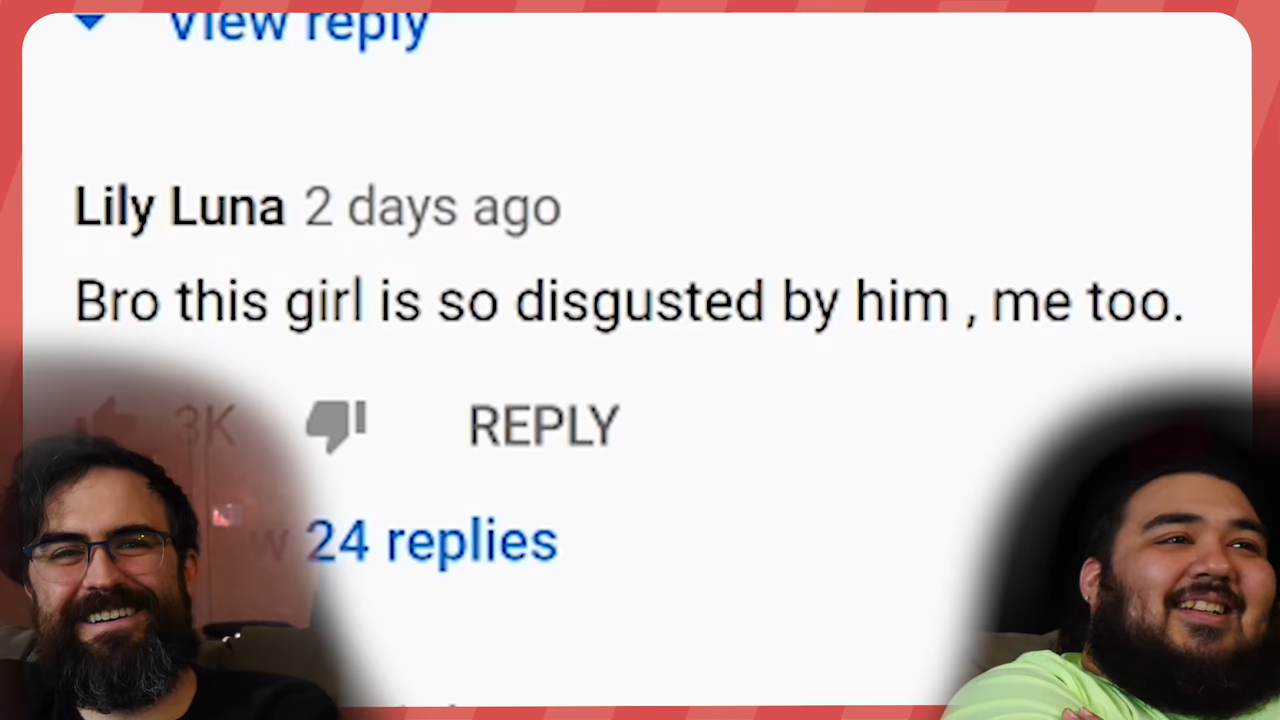 View reply
Lily Luna 2 days ago
Bro this girl is so disgusted by him , me too.
3K REPLY
24 replies